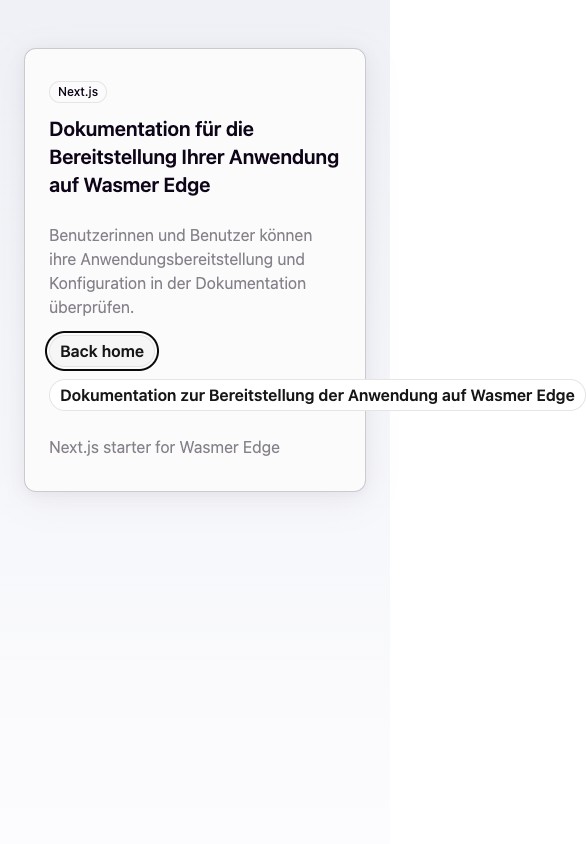 Next.js
Dokumentation für die
Bereitstellung Ihrer Anwendung
auf Wasmer Edge
Benutzerinnen und Benutzer können
ihre Anwendungsbereitstellung und
Konfiguration in der Dokumentation
überprüfen.
Back home
Dokumentation zur Bereitstellung der Anwendung auf Wasmer Edge
Next.js starter for Wasmer Edge